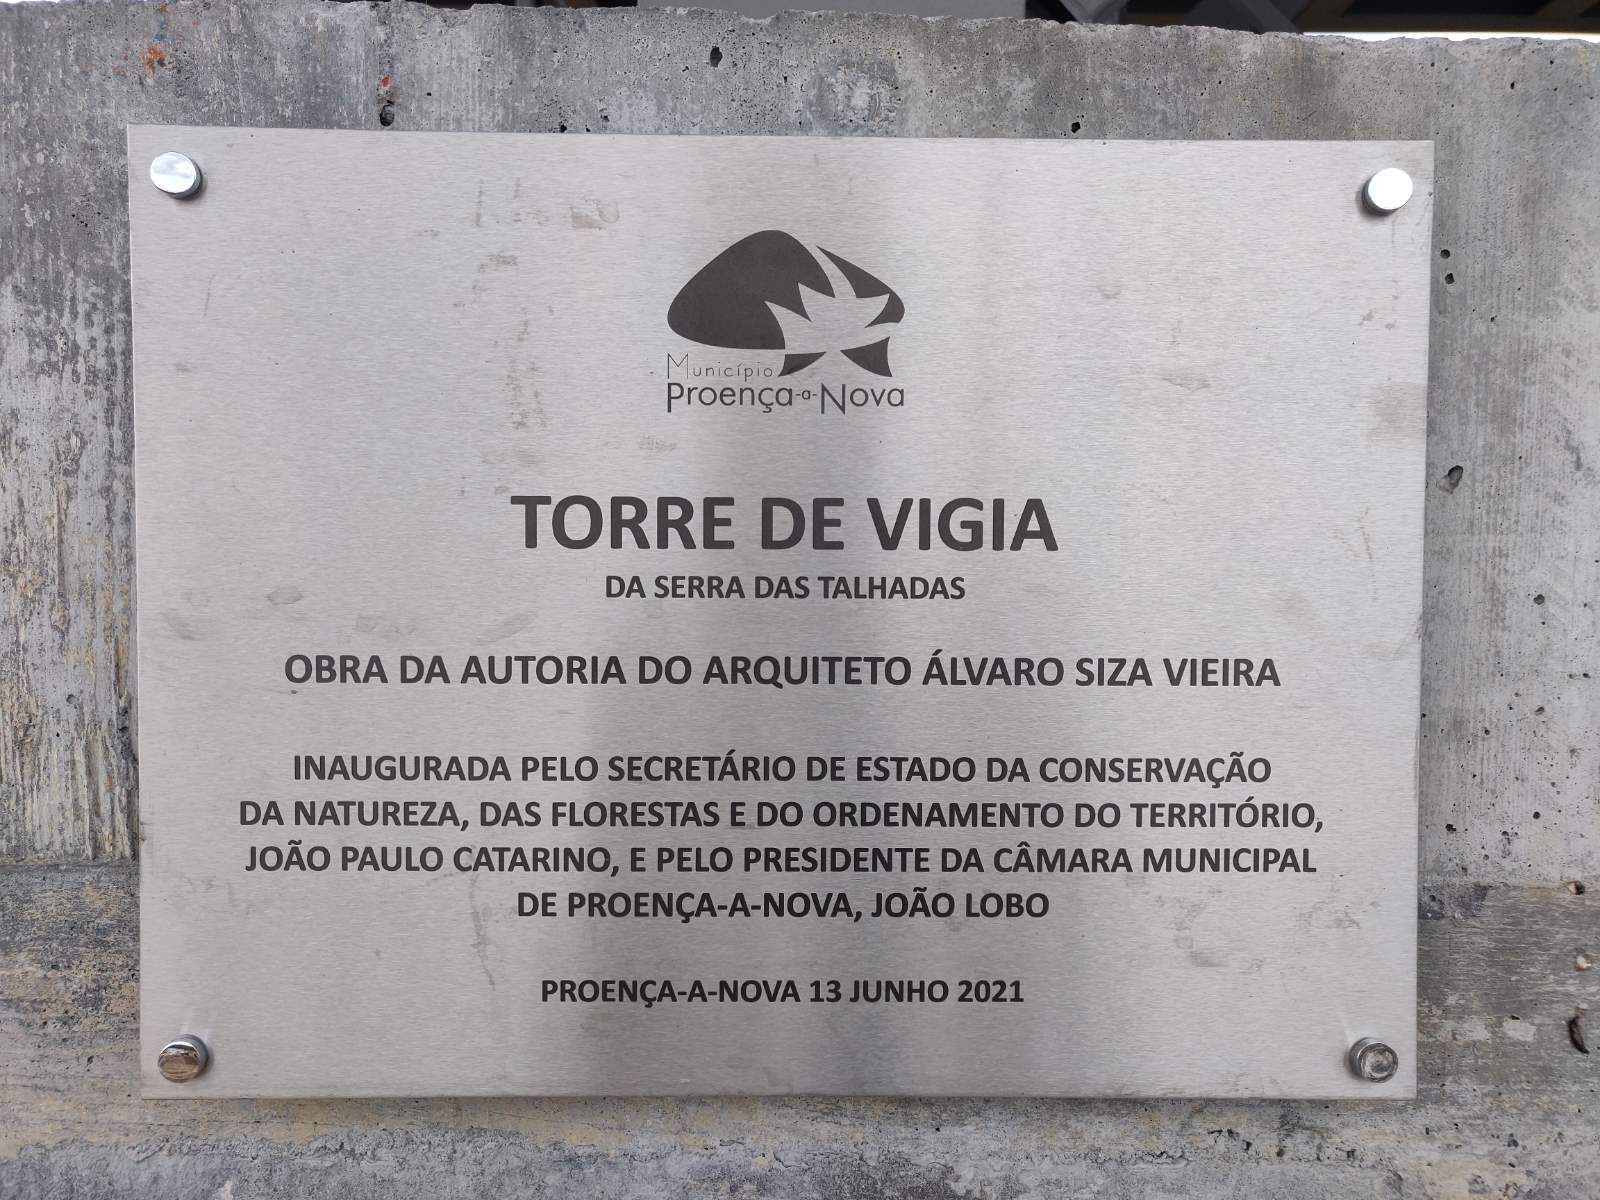 Município
Proença-a-Nova
TORRE DE VIGIA
DA SERRA DAS TALHADAS
OBRA DA AUTORIA DO ARQUITETO ÁLVARO SIZA VIEIRA
INAUGURADA PELO SECRETÁRIO DE ESTADO DA CONSERVAÇÃO
DA NATUREZA, DAS FLORESTAS E DO ORDENAMENTO DO TERRITÓRIO,
JOÃO PAULO CATARINO, E PELO PRESIDENTE DA CÂMARA MUNICIPAL
DE PROENÇA-A-NOVA, JOÃO LOBO
PROENÇA-A-NOVA 13 JUNHO 2021